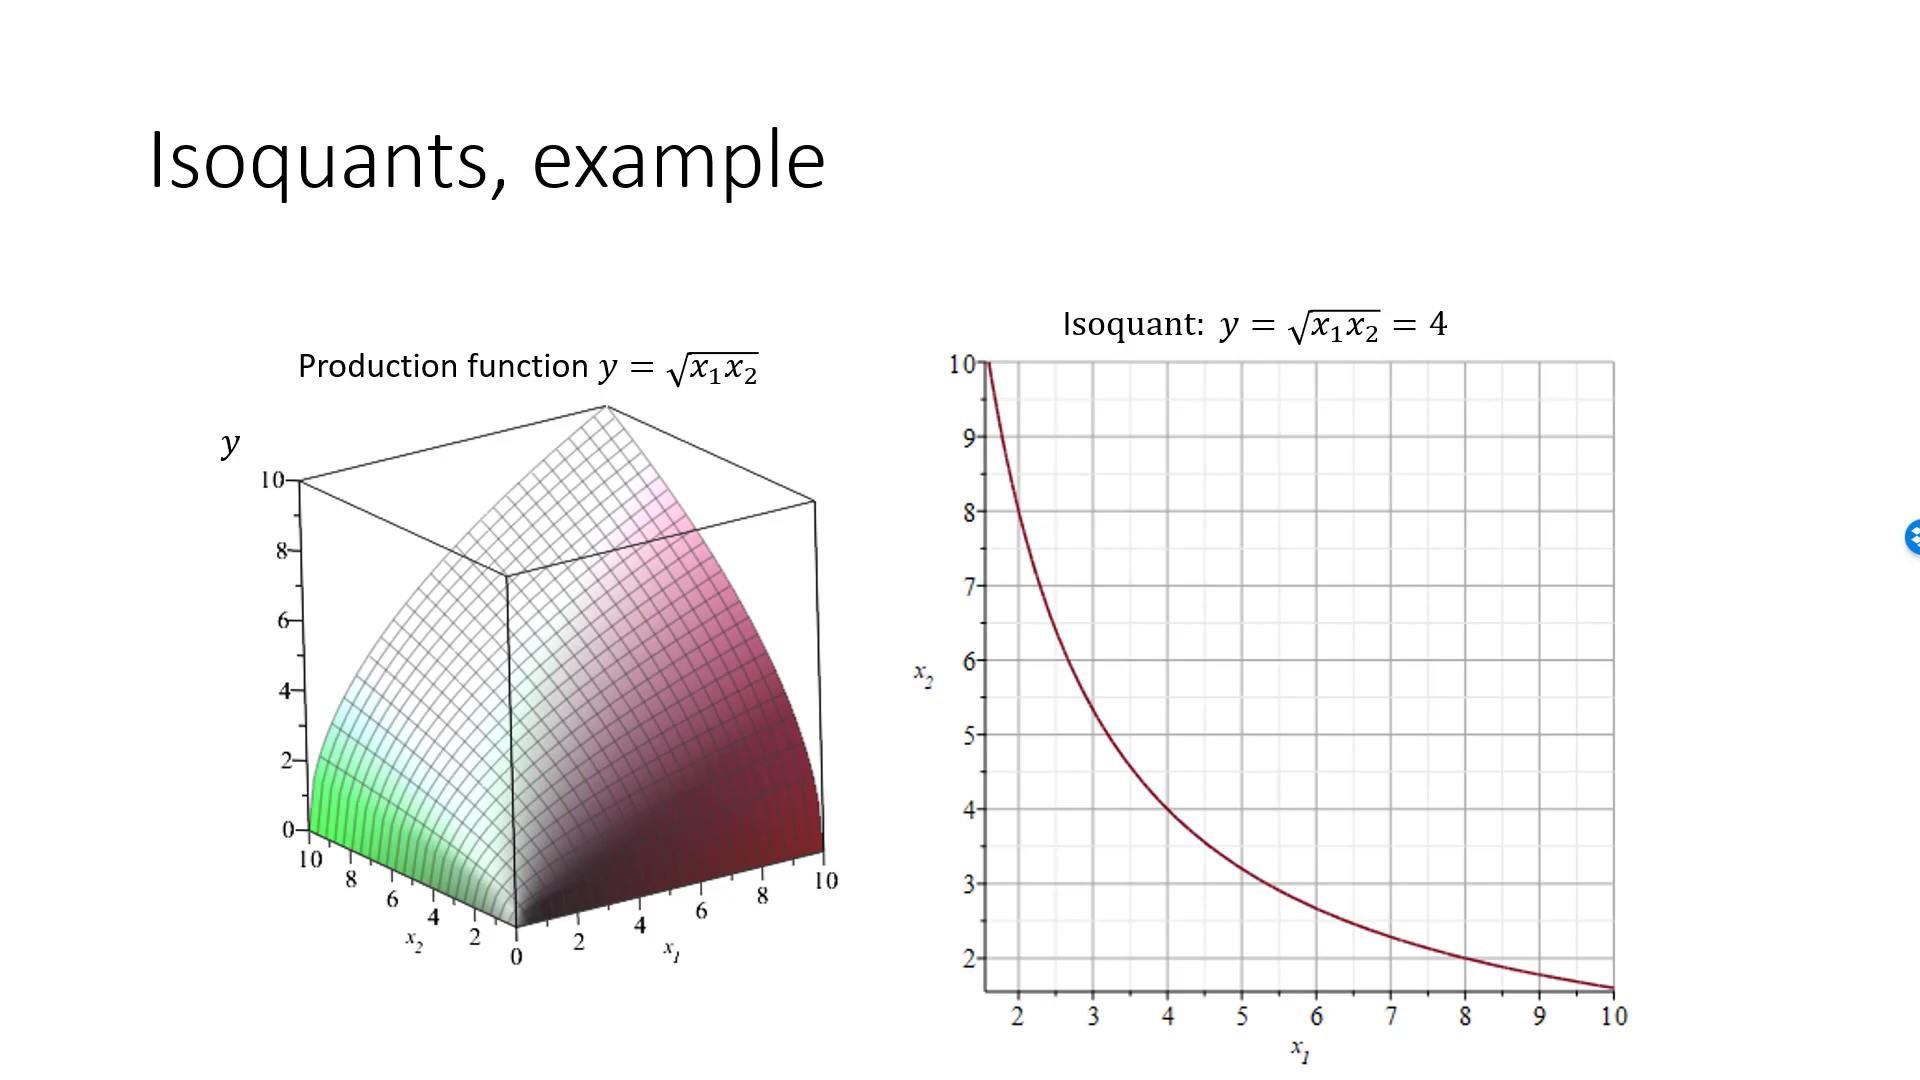 Isoquants, example
Production function y = √x₁x₂
y
10
8
6
4
2
0
10
8
6
4
2
0
x₂
2
4
6
8
10
x₁
Isoquant: y = √x₁x₂ = 4
10
9
8
7
6
5
4
3
2
x₂
2 3 4 5 6 7 8 9 10
x₁